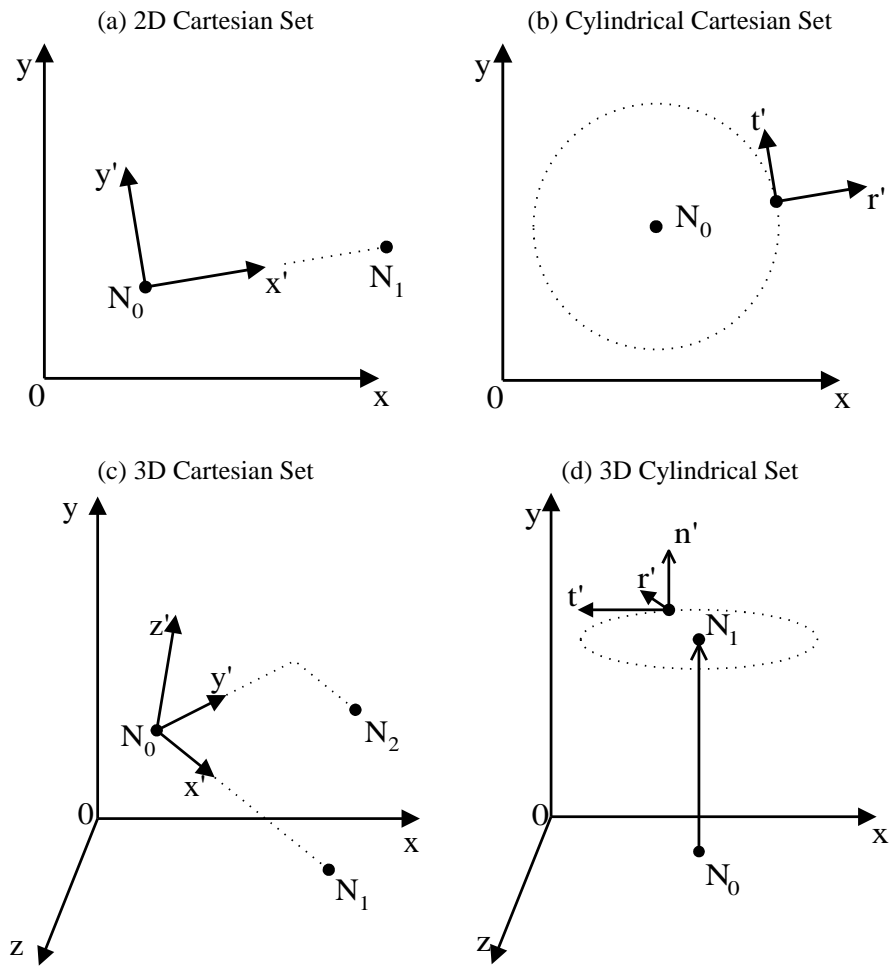 (a) 2D Cartesian Set
y
y'
x'
N₀
N₁
0
x
(b) Cylindrical Cartesian Set
y
t'
r'
N₀
0
x
(c) 3D Cartesian Set
y
z'
y'
N₀
x'
N₂
0
x
N₁
z
(d) 3D Cylindrical Set
y
n'
r'
t'
N₁
0
x
N₀
z